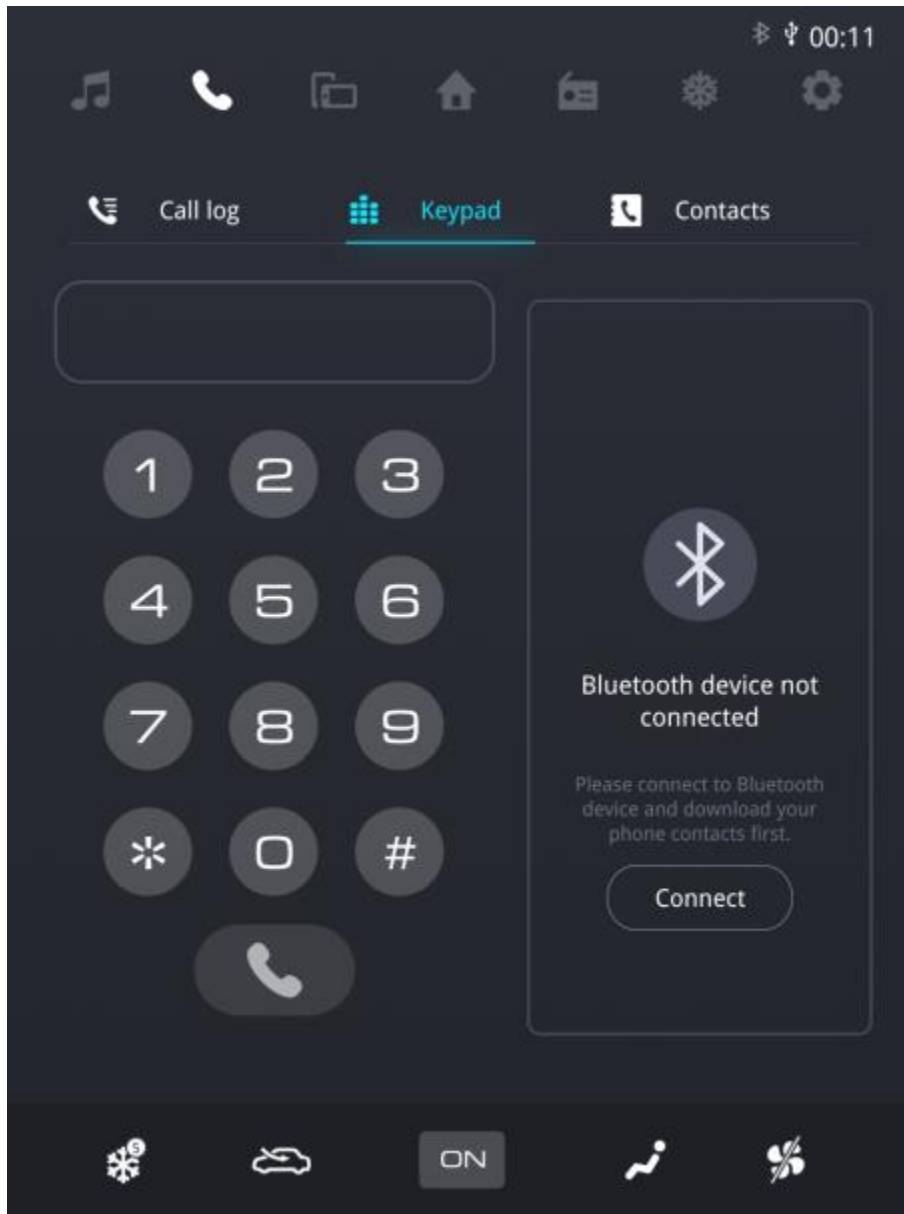 00:11
Call log
Keypad
Contacts
1 2 3
4 5 6
7 8 9
* 0 #
Bluetooth device not
connected
Please connect to Bluetooth
device and download your
phone contacts first.
Connect
S
ON